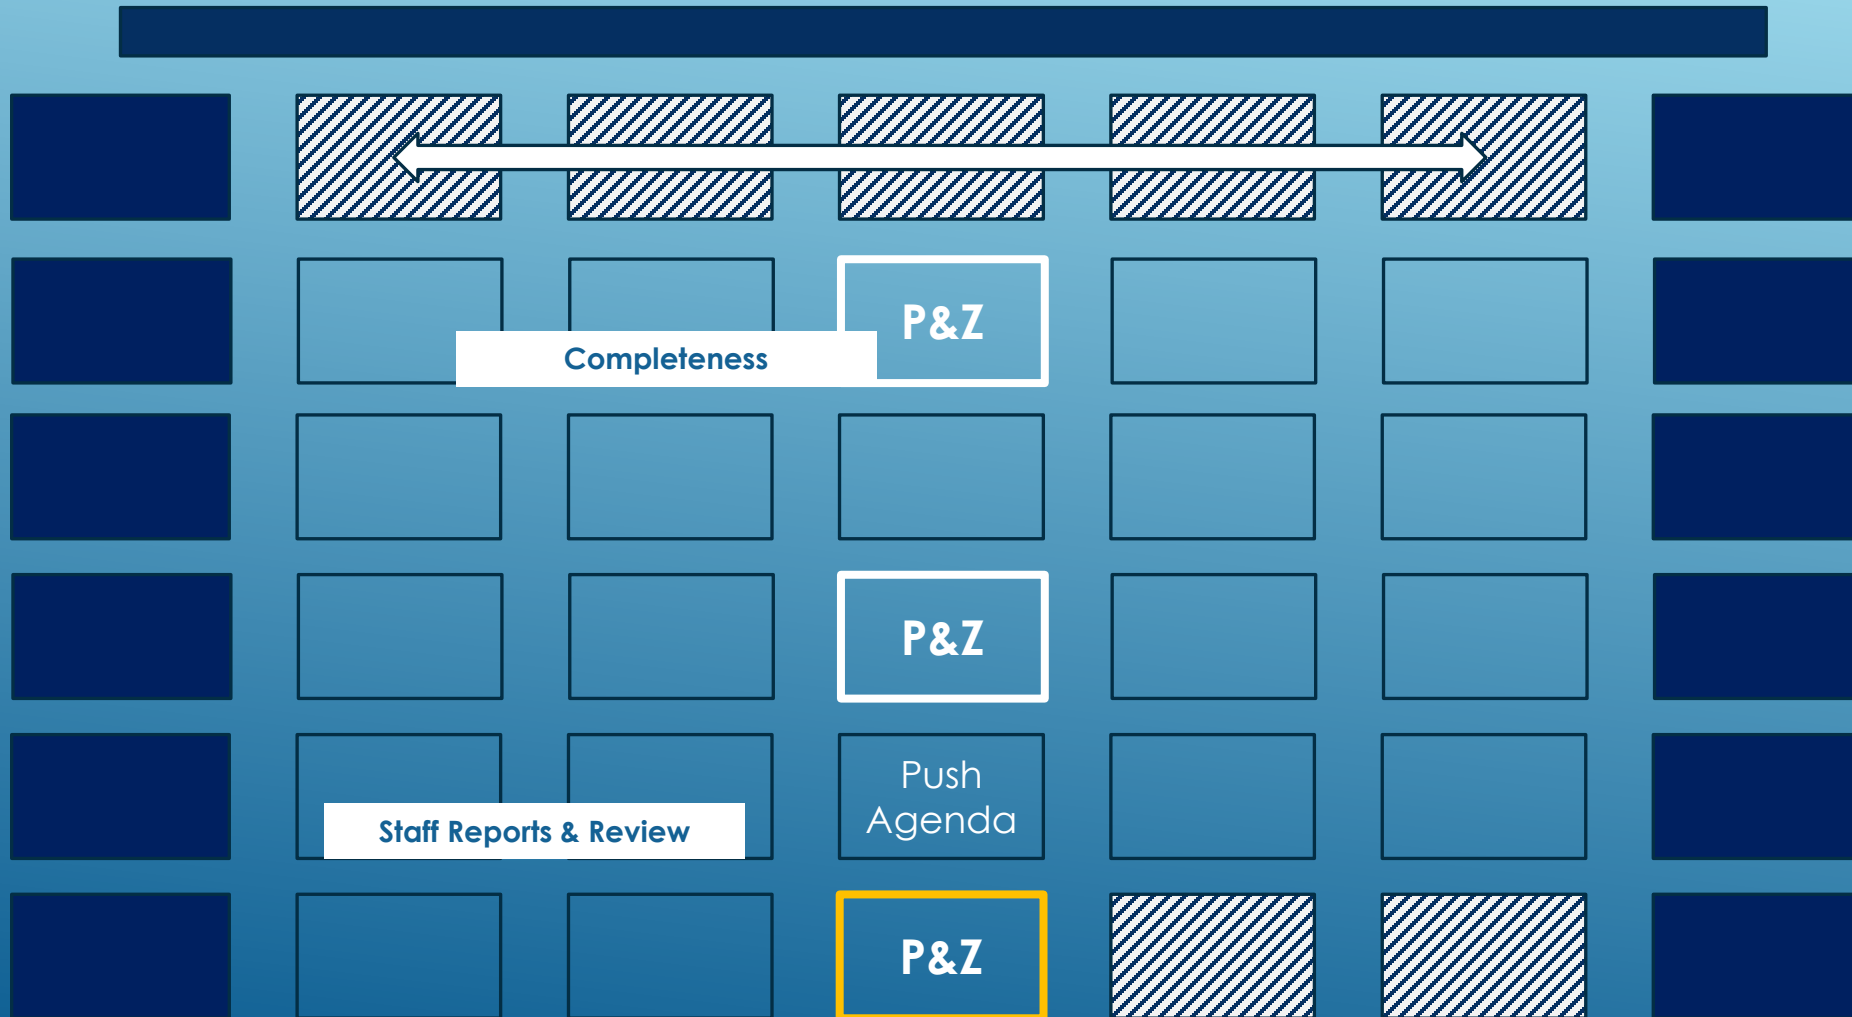 P&Z
Completeness
P&Z
Push
Agenda
Staff Reports & Review
P&Z